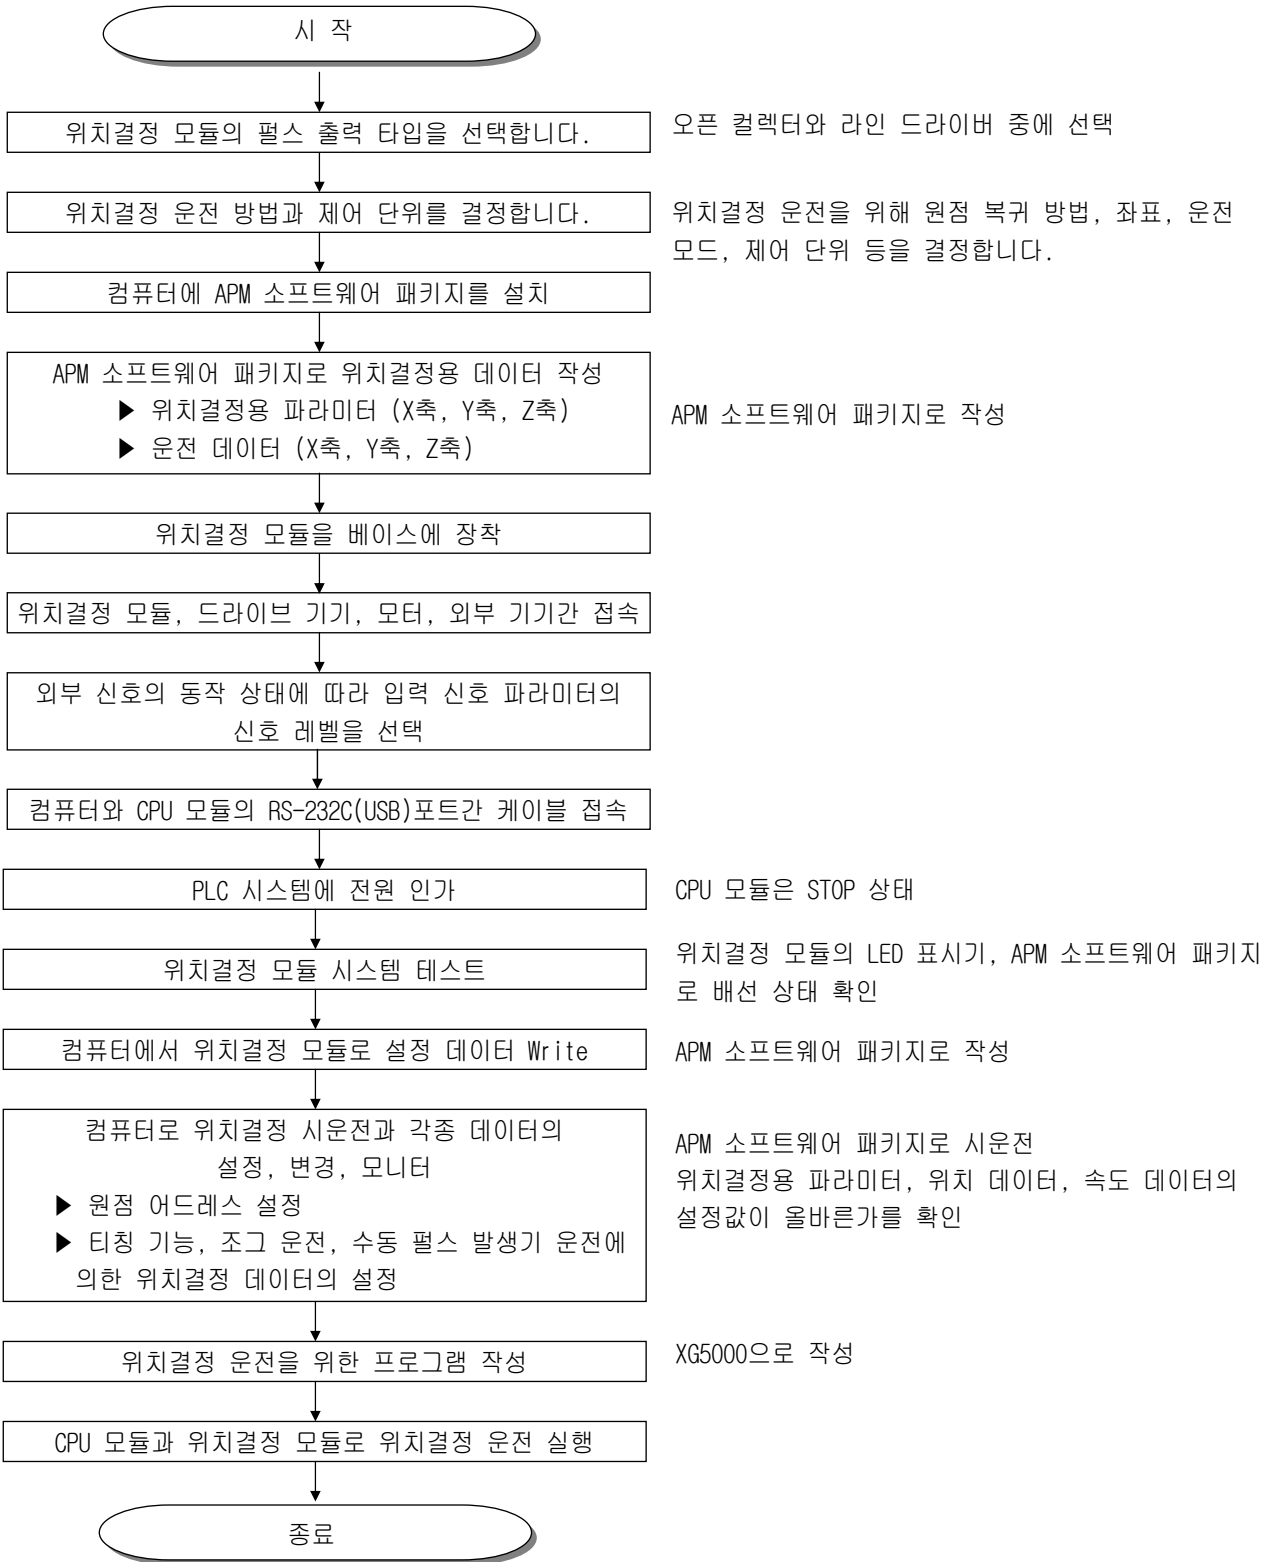 시 작
위치결정 모듈의 펄스 출력 타입을 선택합니다.
오픈 컬렉터와 라인 드라이버 중에 선택
위치결정 운전 방법과 제어 단위를 결정합니다.
위치결정 운전을 위해 원점 복귀 방법, 좌표, 운전
모드, 제어 단위 등을 결정합니다.
컴퓨터에 APM 소프트웨어 패키지를 설치
APM 소프트웨어 패키지로 위치결정용 데이터 작성
▶ 위치결정용 파라미터 (X축, Y축, Z축)
▶ 운전 데이터 (X축, Y축, Z축)
APM 소프트웨어 패키지로 작성
위치결정 모듈을 베이스에 장착
위치결정 모듈, 드라이브 기기, 모터, 외부 기기간 접속
외부 신호의 동작 상태에 따라 입력 신호 파라미터의
신호 레벨을 선택
컴퓨터와 CPU 모듈의 RS-232C(USB)포트간 케이블 접속
PLC 시스템에 전원 인가
CPU 모듈은 STOP 상태
위치결정 모듈 시스템 테스트
위치결정 모듈의 LED 표시기, APM 소프트웨어 패키지
로 배선 상태 확인
컴퓨터에서 위치결정 모듈로 설정 데이터 Write
APM 소프트웨어 패키지로 작성
컴퓨터로 위치결정 시운전과 각종 데이터의
설정, 변경, 모니터
▶ 원점 어드레스 설정
▶ 티칭 기능, 조그 운전, 수동 펄스 발생기 운전에
의한 위치결정 데이터의 설정
APM 소프트웨어 패키지로 시운전
위치결정용 파라미터, 위치 데이터, 속도 데이터의
설정값이 올바른가를 확인
위치결정 운전을 위한 프로그램 작성
XG5000으로 작성
CPU 모듈과 위치결정 모듈로 위치결정 운전 실행
종료